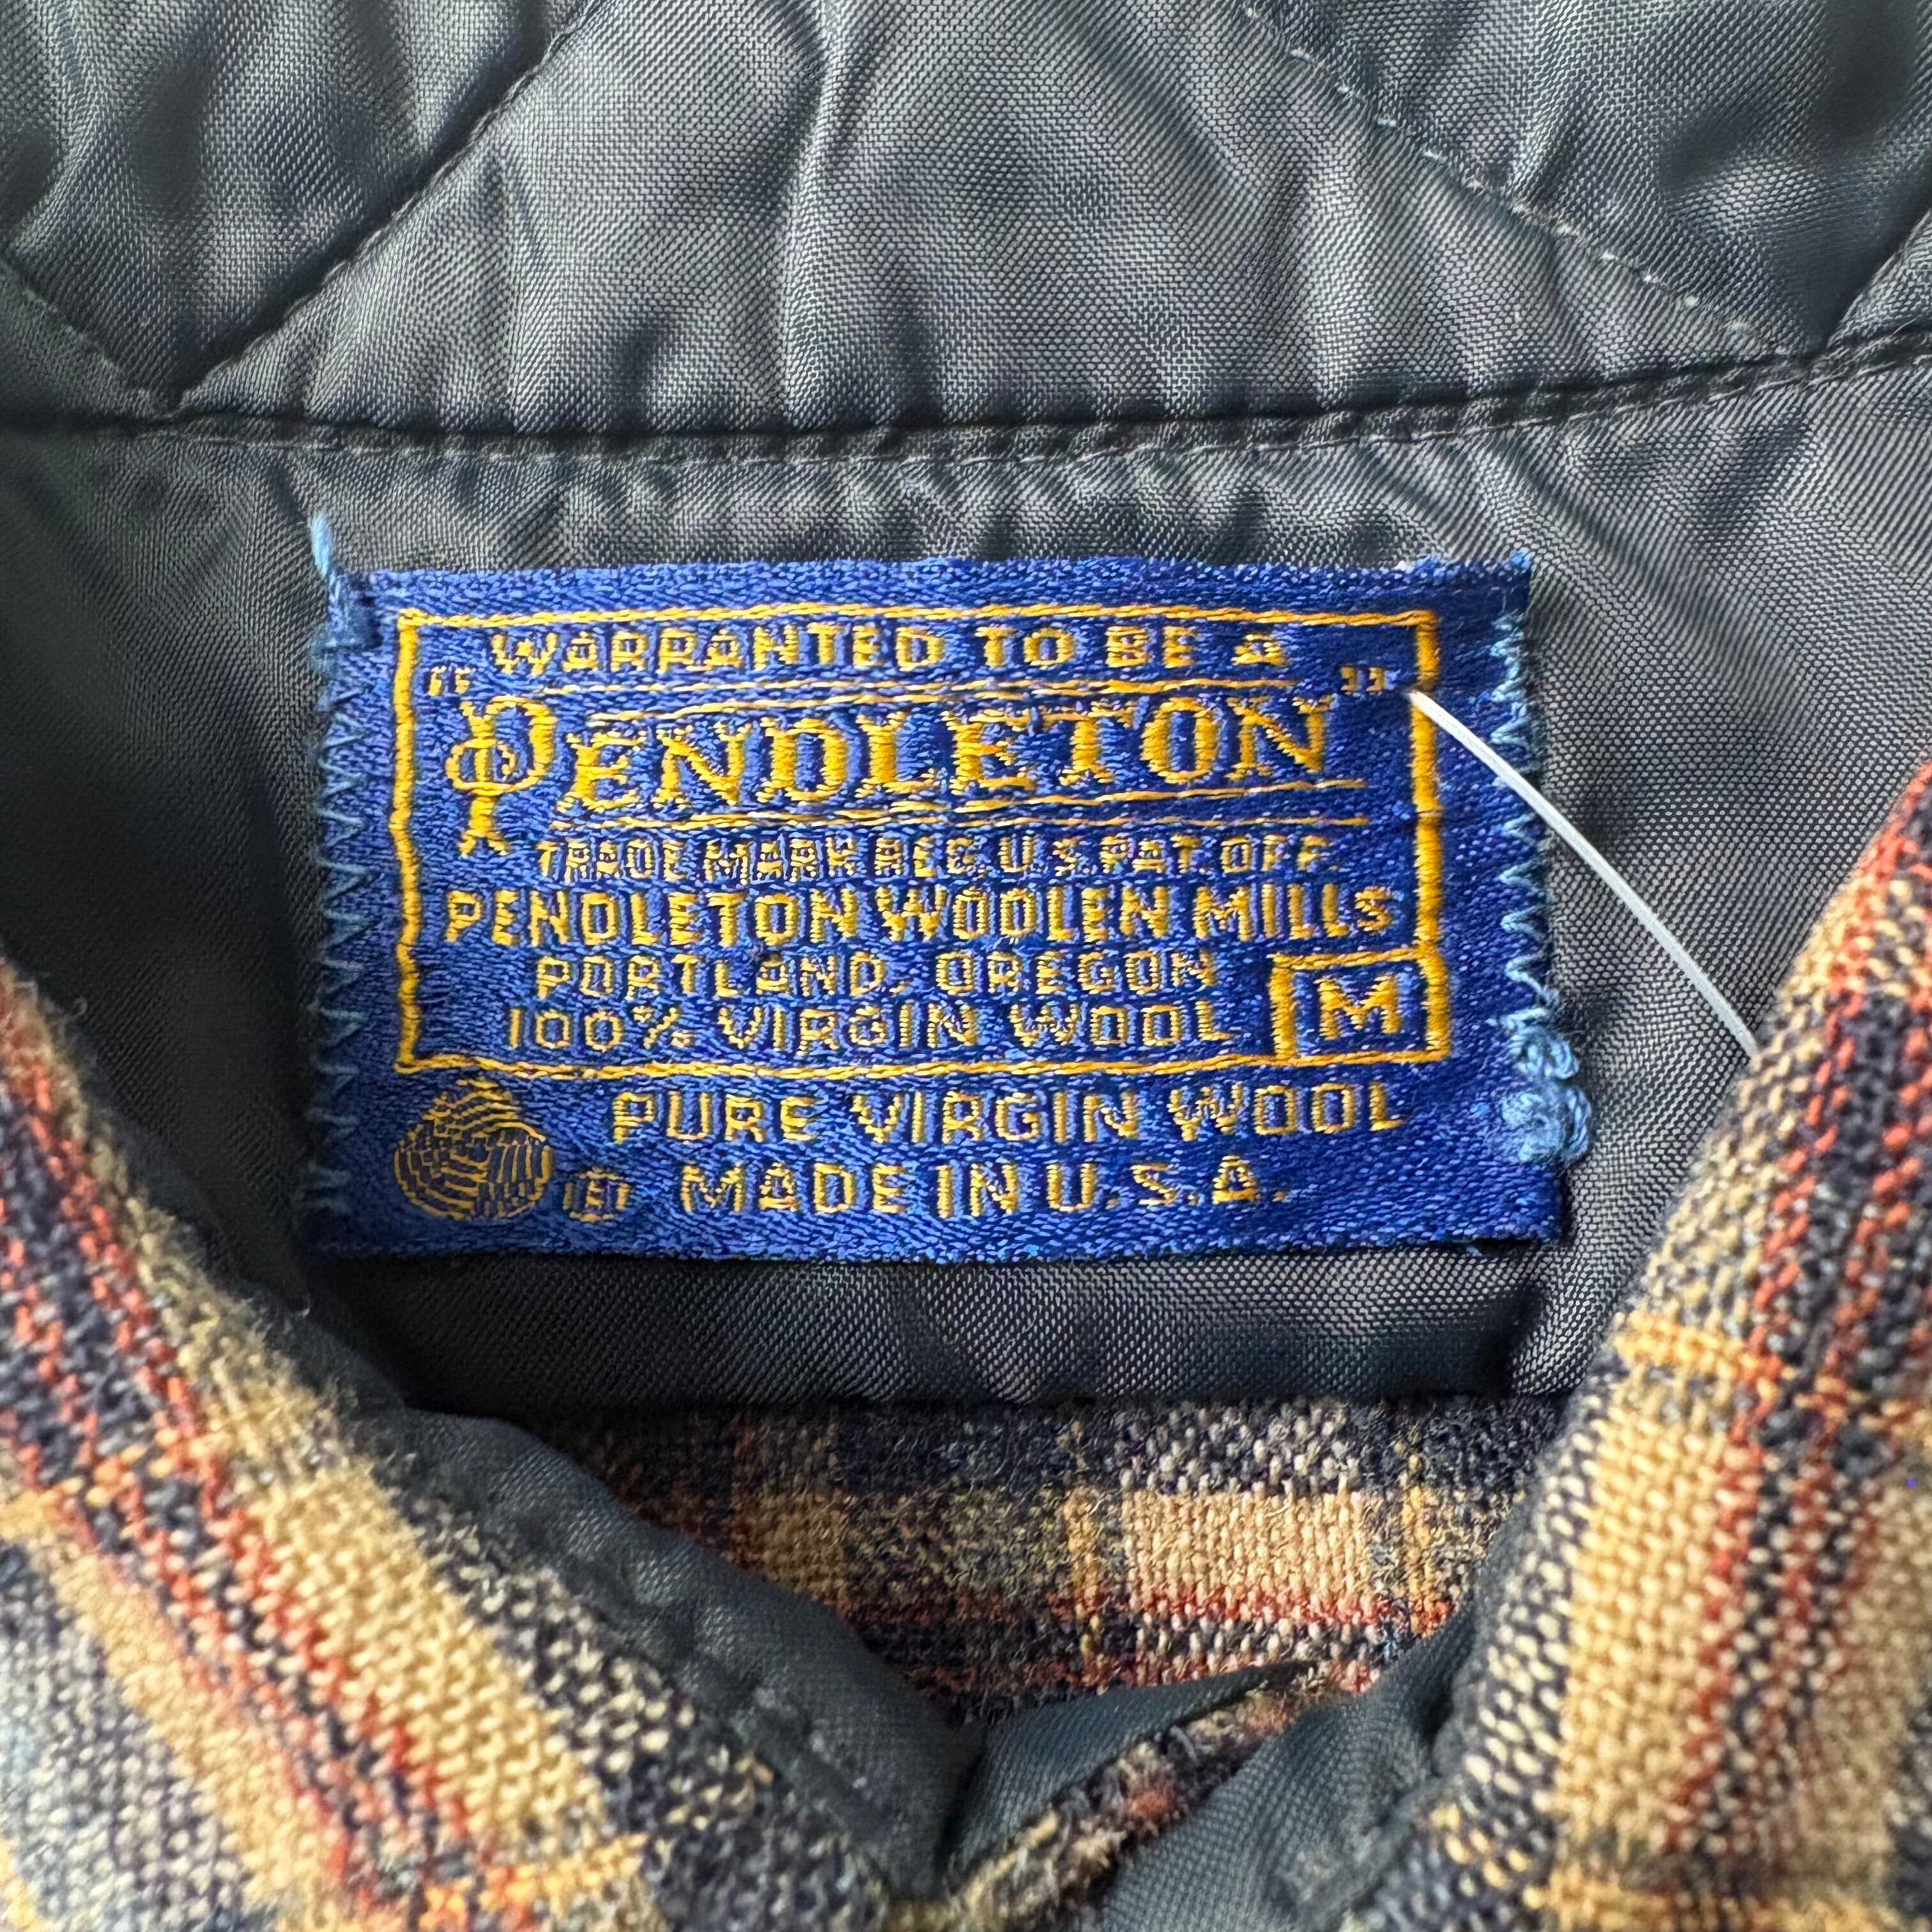 WARRANTED TO BE A
"PENDLETON"
TRADE MARK REG. U.S. PAT. OFF.
PENDLETON WOOLEN MILLS
PORTLAND, OREGON
100% VIRGIN WOOL M
PURE VIRGIN WOOL
MADE IN U.S.A.